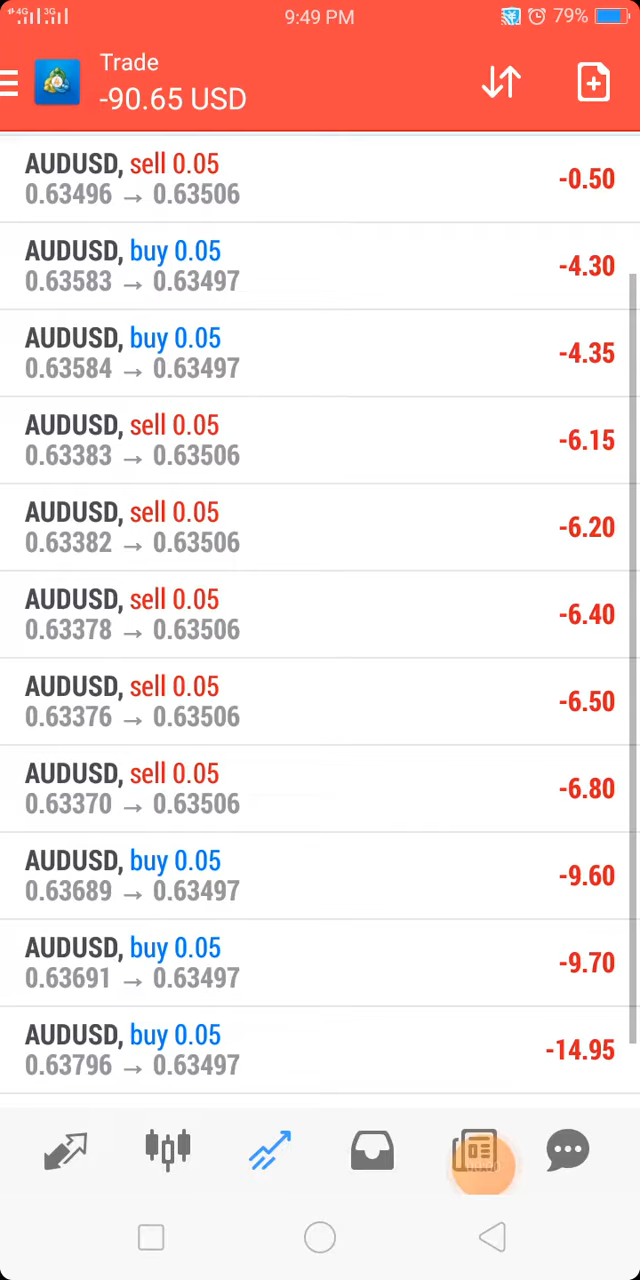 4G 3G 9:49 PM 79%
Trade
-90.65 USD
AUDUSD, sell 0.05
0.63496 → 0.63506 -0.50
AUDUSD, buy 0.05
0.63583 → 0.63497 -4.30
AUDUSD, buy 0.05
0.63584 → 0.63497 -4.35
AUDUSD, sell 0.05
0.63383 → 0.63506 -6.15
AUDUSD, sell 0.05
0.63382 → 0.63506 -6.20
AUDUSD, sell 0.05
0.63378 → 0.63506 -6.40
AUDUSD, sell 0.05
0.63376 → 0.63506 -6.50
AUDUSD, sell 0.05
0.63370 → 0.63506 -6.80
AUDUSD, buy 0.05
0.63689 → 0.63497 -9.60
AUDUSD, buy 0.05
0.63691 → 0.63497 -9.70
AUDUSD, buy 0.05
0.63796 → 0.63497 -14.95